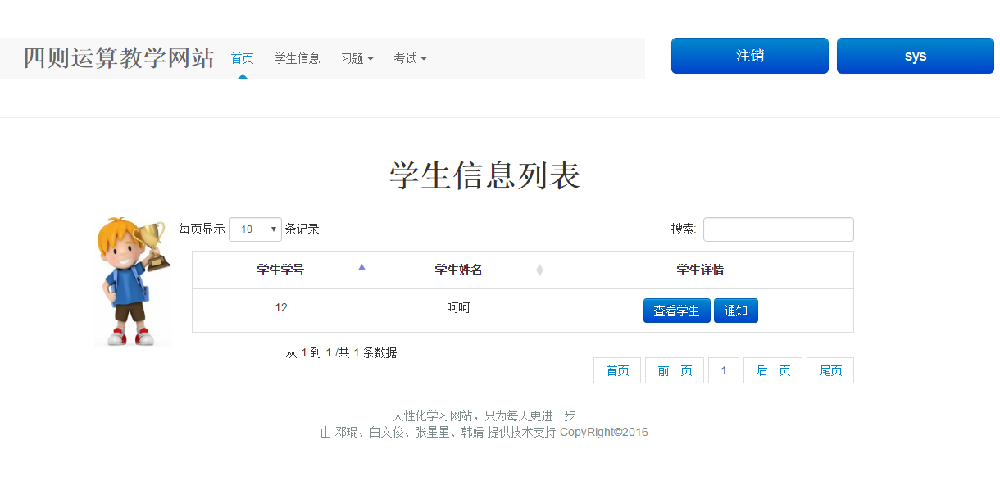 四则运算教学网站 首页 学生信息 习题 考试 注销 sys
学生信息列表
每页显示 10 条记录 搜索:
学生学号 学生姓名 学生详情
12 呵呵 查看学生 通知
从 1 到 1 /共 1 条数据
首页 前一页 1 后一页 尾页
人性化学习网站，只为每天更进一步
由 邓琨、白文俊、张星星、韩婧 提供技术支持 CopyRight©2016